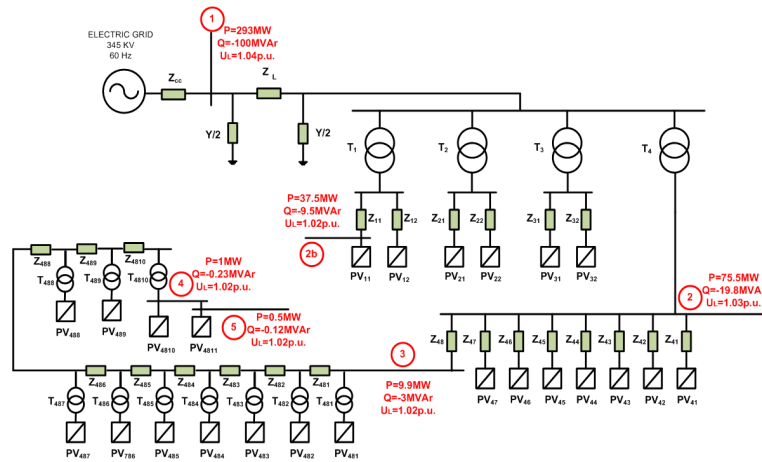 1
P=293MW
Q=-100MVAr
UL=1.04p.u.
ELECTRIC GRID
345 KV
60 Hz
Zcc
Z L
Y/2
Y/2
T1
T2
T3
T4
P=37.5MW
Q=-9.5MVAr
UL=1.02p.u.
Z11
Z12
Z21
Z22
Z31
Z32
2b
PV11
PV12
PV21
PV22
PV31
PV32
Z488
Z489
Z4810
T488
T489
T4810
P=1MW
Q=-0.23MVAr
UL=1.02p.u.
4
PV488
PV489
PV4810
PV4811
5
P=0.5MW
Q=-0.12MVAr
UL=1.02p.u.
P=75.5MW
Q=-19.8MVA
UL=1.03p.u.
2
Z48
Z47
Z46
Z45
Z44
Z43
Z42
Z41
PV47
PV46
PV45
PV44
PV43
PV42
PV41
3
P=9.9MW
Q=-3MVAr
UL=1.02p.u.
Z486
Z485
Z484
Z483
Z482
Z481
T487
T486
T485
T484
T483
T482
T481
PV487
PV786
PV485
PV484
PV483
PV482
PV481